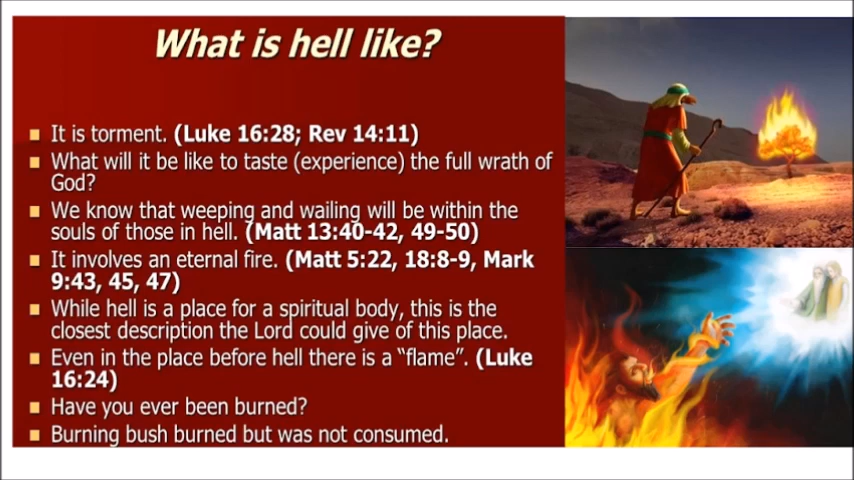 What is hell like?
It is torment. (Luke 16:28; Rev 14:11)
What will it be like to taste (experience) the full wrath of
God?
We know that weeping and wailing will be within the
souls of those in hell. (Matt 13:40-42, 49-50)
It involves an eternal fire. (Matt 5:22, 18:8-9, Mark
9:43, 45, 47)
While hell is a place for a spiritual body, this is the
closest description the Lord could give of this place.
Even in the place before hell there is a “flame”. (Luke
16:24)
Have you ever been burned?
Burning bush burned but was not consumed.